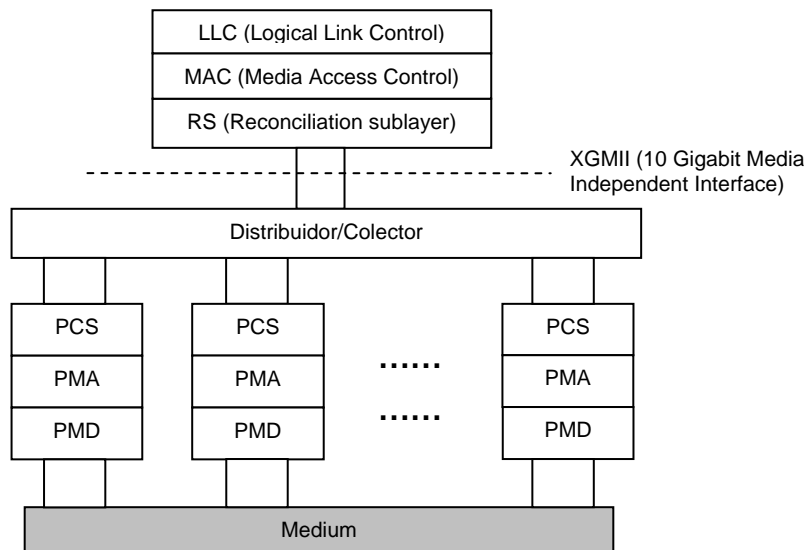 LLC (Logical Link Control)
MAC (Media Access Control)
RS (Reconciliation sublayer)
XGMII (10 Gigabit Media
Independent Interface)
Distribuidor/Colector
PCS PCS PCS
......
PMA PMA PMA
......
PMD PMD PMD
Medium